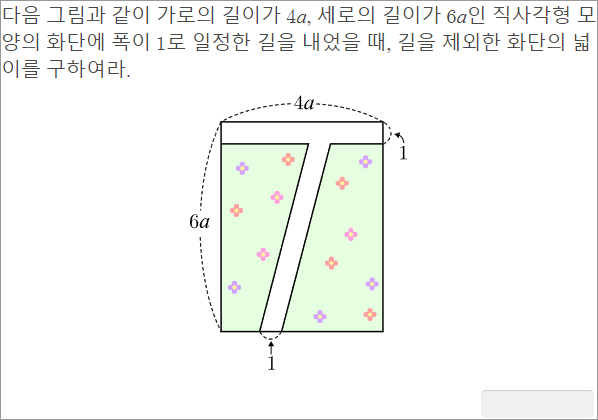 다음 그림과 같이 가로의 길이가 4a, 세로의 길이가 6a인 직사각형 모
양의 화단에 폭이 1로 일정한 길을 내었을 때, 길을 제외한 화단의 넓
이를 구하여라.
4a
1
6a
1